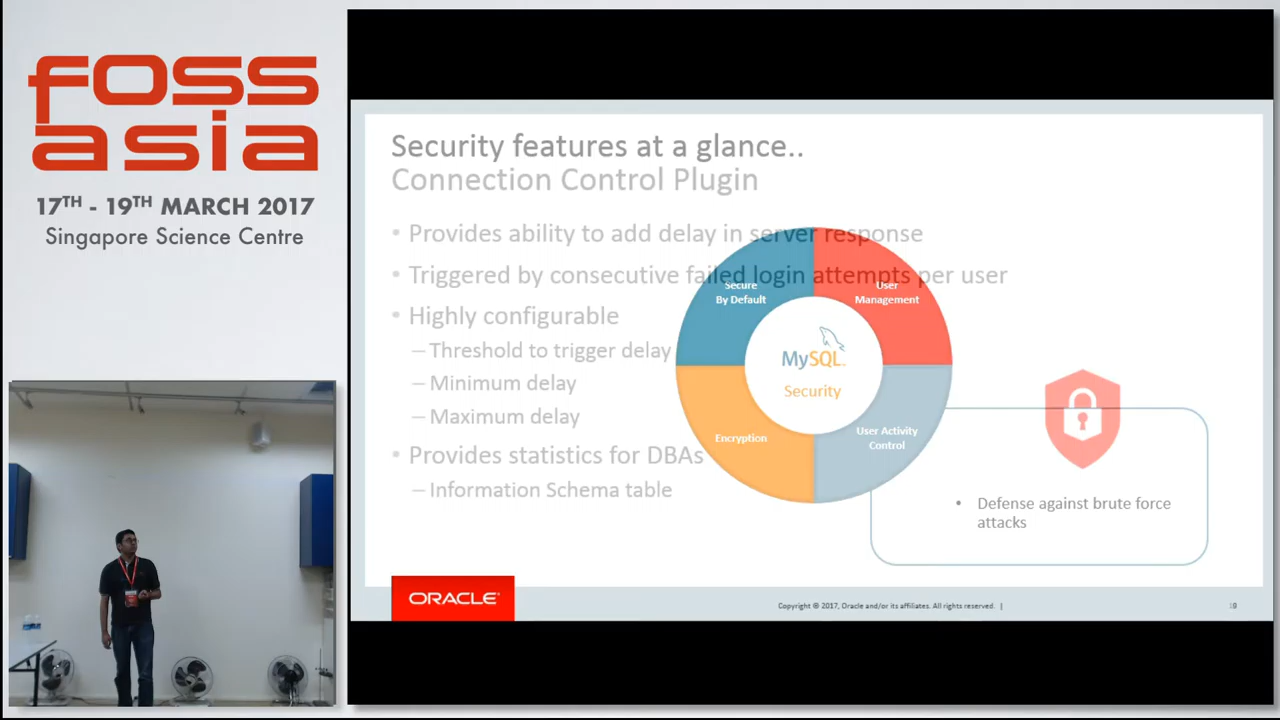 foss
asia
17TH - 19TH MARCH 2017
Singapore Science Centre
Security features at a glance..
Connection Control Plugin
• Provides ability to add delay in server response
• Triggered by consecutive failed login attempts per user
• Highly configurable
– Threshold to trigger delay
– Minimum delay
– Maximum delay
• Provides statistics for DBAs
– Information Schema table
Secure
By Default
User
Management
MySQL
Security
Encryption
User Activity
Control
• Defense against brute force
attacks
ORACLE
Copyright © 2017, Oracle and/or its affiliates. All rights reserved. |